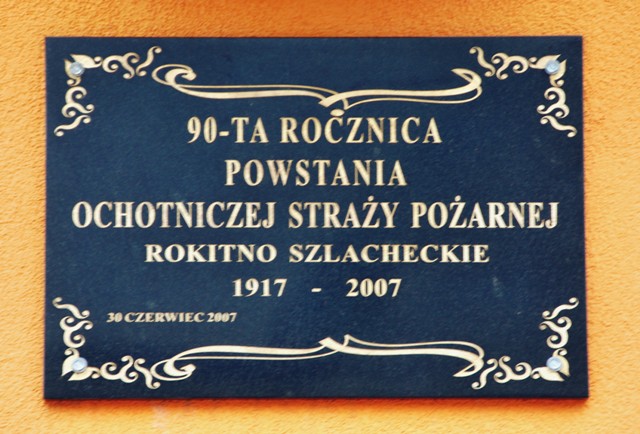 90-TA ROCZNICA
POWSTANIA
OCHOTNICZEJ STRAŻY POŻARNEJ
ROKITNO SZLACHECKIE
1917 - 2007
30 CZERWIEC 2007